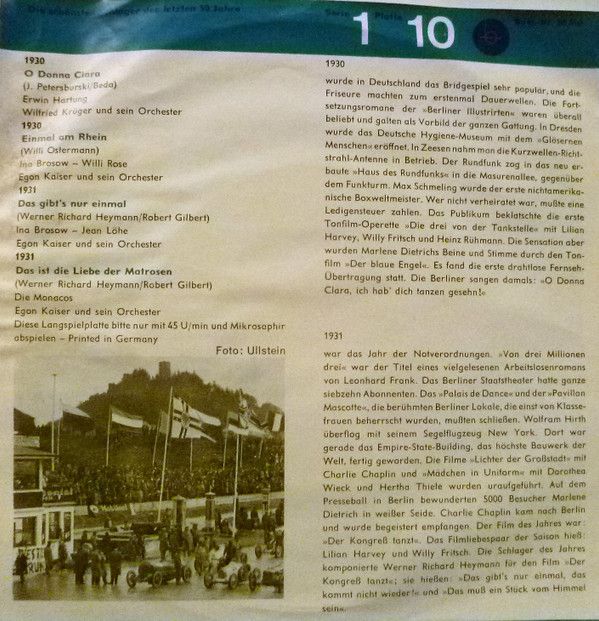 Die schönsten Schlager der letzten 50 Jahre
Serie Platte
1 10
1930
O Donna Clara
(J. Petersburski/Beda)
Erwin Hartung
Wilfried Krüger und sein Orchester
1930
Einmal am Rhein
(Willi Ostermann)
Ina Brosow – Willi Rose
Egon Kaiser und sein Orchester
1931
Das gibt's nur einmal
(Werner Richard Heymann/Robert Gilbert)
Ina Brosow – Jean Löhe
Egon Kaiser und sein Orchester
1931
Das ist die Liebe der Matrosen
(Werner Richard Heymann/Robert Gilbert)
Die Monacos
Egon Kaiser und sein Orchester
Diese Langspielplatte bitte nur mit 45 U/min und Mikrosaphir
abspielen – Printed in Germany
Foto: Ullstein
1930
wurde in Deutschland das Bridgespiel sehr populär, und die
Friseure machten zum erstenmal Dauerwellen. Die Fort-
setzungsromane der »Berliner Illustrirten« waren überall
beliebt und galten als Vorbild der ganzen Gattung. In Dresden
wurde das Deutsche Hygiene-Museum mit dem »Gläsernen
Menschen« eröffnet. In Zeesen nahm man die Kurzwellen-Richt-
strahl-Antenne in Betrieb. Der Rundfunk zog in das neu er-
baute »Haus des Rundfunks« in die Masurenallee, gegenüber
dem Funkturm. Max Schmeling wurde der erste nichtamerika-
nische Boxweltmeister. Wer nicht verheiratet war, mußte eine
Ledigensteuer zahlen. Das Publikum beklatschte die erste
Tonfilm-Operette »Die drei von der Tankstelle« mit Lilian
Harvey, Willy Fritsch und Heinz Rühmann. Die Sensation aber
wurden Marlene Dietrichs Beine und Stimme durch den Ton-
film »Der blaue Engel«. Es fand die erste drahtlose Fernseh-
Übertragung statt. Die Berliner sangen damals: »O Donna
Clara, ich hab' dich tanzen gesehn!«
1931
war das Jahr der Notverordnungen. »Von drei Millionen
drei« war der Titel eines vielgelesenen Arbeitslosenromans
von Leonhard Frank. Das Berliner Staatstheater hatte ganze
siebzehn Abonnenten. Das »Palais de Dance« und der »Pavillon
Mascotte«, die berühmten Berliner Lokale, die einst von Klasse-
frauen beherrscht wurden, mußten schließen. Wolfram Hirth
überflog mit seinem Segelflugzeug New York. Dort war
gerade das Empire-State-Building, das höchste Bauwerk der
Welt, fertig geworden. Die Filme »Lichter der Großstadt« mit
Charlie Chaplin und »Mädchen in Uniform« mit Dorothea
Wieck und Hertha Thiele wurden uraufgeführt. Auf dem
Presseball in Berlin bewunderten 5000 Besucher Marlene
Dietrich in weißer Seide. Charlie Chaplin kam nach Berlin
und wurde begeistert empfangen. Der Film des Jahres war:
»Der Kongreß tanzt«. Das Filmliebespaar der Saison hieß:
Lilian Harvey und Willy Fritsch. Die Schlager des Jahres
komponierte Werner Richard Heymann für den Film »Der
Kongreß tanzt«; sie hießen: »Das gibt's nur einmal, das
kommt nicht wieder!« und »Das muß ein Stück vom Himmel
sein«.